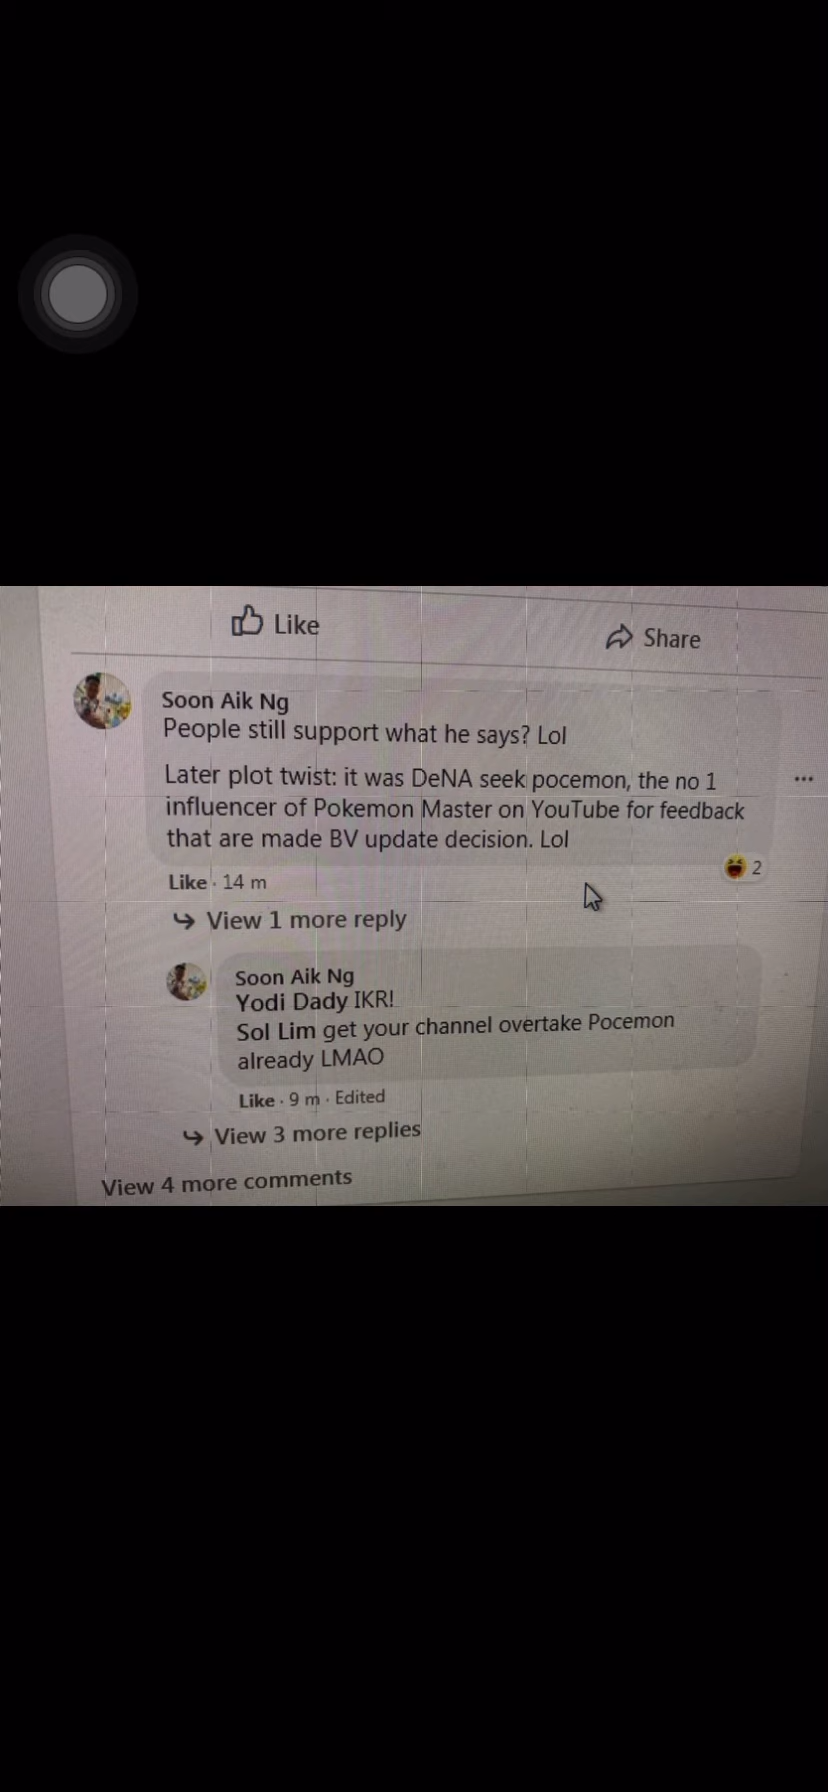 Like
Share
Soon Aik Ng
People still support what he says? Lol
Later plot twist: it was DeNA seek pocemon, the no 1
influencer of Pokemon Master on YouTube for feedback
that are made BV update decision. Lol
2
Like · 14 m
View 1 more reply
Soon Aik Ng
Yodi Dady IKR!
Sol Lim get your channel overtake Pocemon
already LMAO
Like · 9 m · Edited
View 3 more replies
View 4 more comments